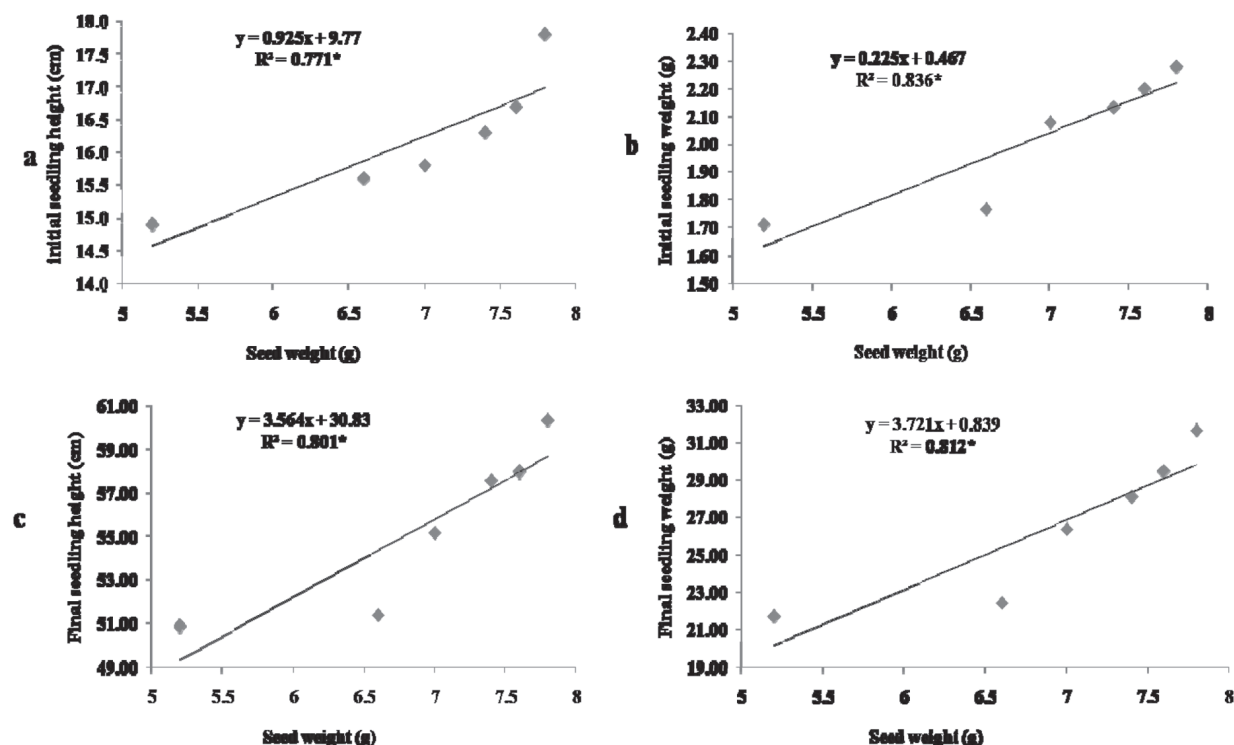 a
Initial seedling height (cm)
18.0
17.5
17.0
16.5
16.0
15.5
15.0
14.5
14.0
y = 0.925x + 9.77
R² = 0.771*
5 5.5 6 6.5 7 7.5 8
Seed weight (g)
b
Initial seedling weight (g)
2.40
2.30
2.20
2.10
2.00
1.90
1.80
1.70
1.60
1.50
y = 0.225x + 0.467
R² = 0.836*
5 5.5 6 6.5 7 7.5 8
Seed weight (g)
c
Final seedling height (cm)
61.00
59.00
57.00
55.00
53.00
51.00
49.00
y = 3.564x + 30.83
R² = 0.801*
5 5.5 6 6.5 7 7.5 8
Seed weight (g)
d
Final seedling weight (g)
33.00
31.00
29.00
27.00
25.00
23.00
21.00
19.00
y = 3.721x + 0.839
R² = 0.812*
5 5.5 6 6.5 7 7.5 8
Seed weight (g)